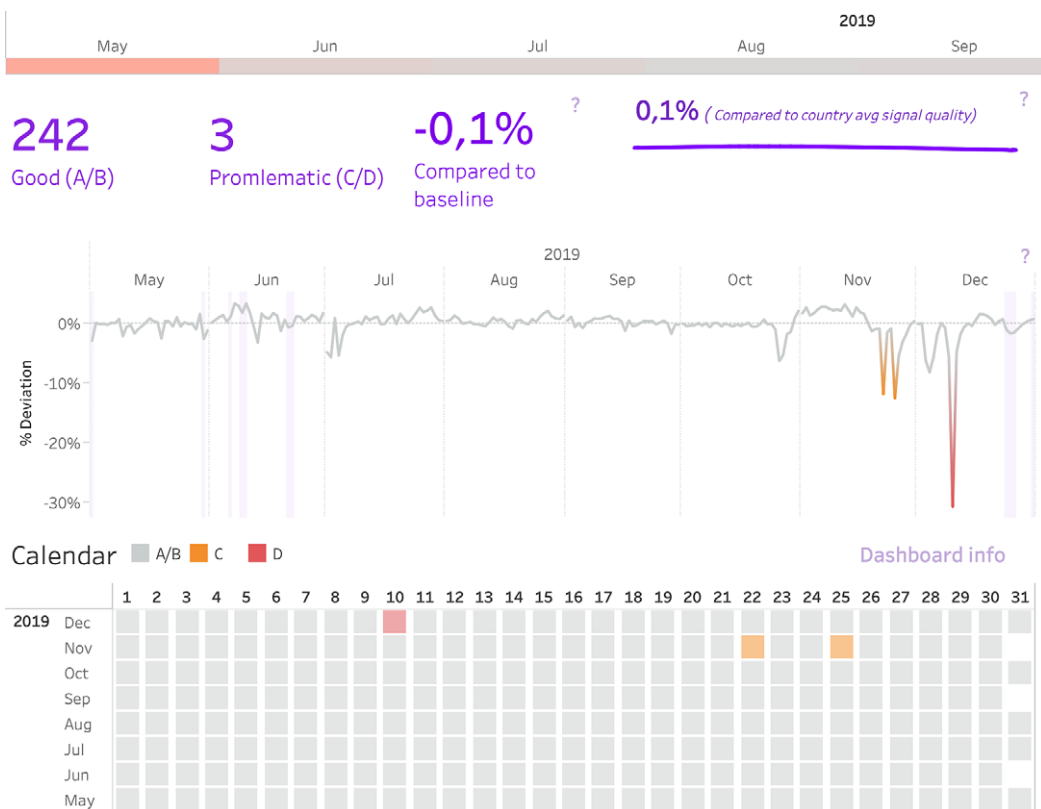 2019
May Jun Jul Aug Sep
? ?
242 3 -0,1% 0,1% ( Compared to country avg signal quality)
Good (A/B) Promlematic (C/D) Compared to
baseline
2019 ?
May Jun Jul Aug Sep Oct Nov Dec
0%
-10%
-20%
-30%
% Deviation
Calendar A/B C D Dashboard info
1 2 3 4 5 6 7 8 9 10 11 12 13 14 15 16 17 18 19 20 21 22 23 24 25 26 27 28 29 30 31
2019 Dec
Nov
Oct
Sep
Aug
Jul
Jun
May